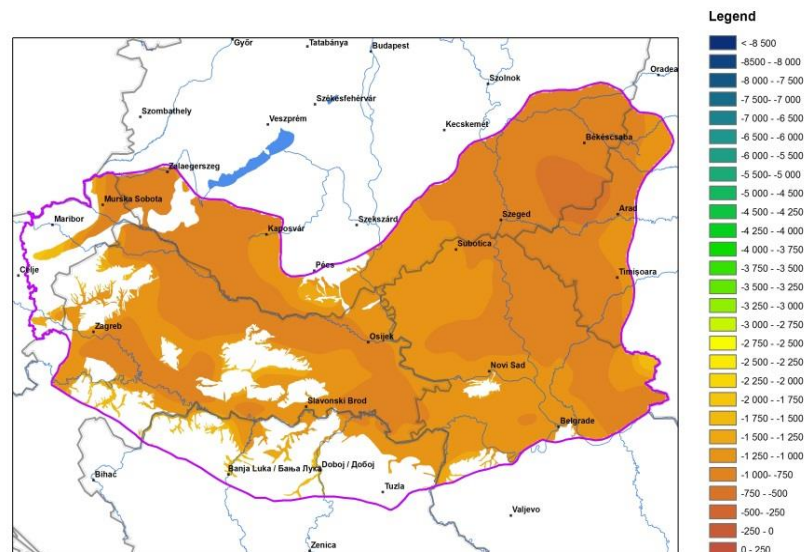 Legend
< -8 500
-8500 - -8 000
-8 000 - -7 500
-7 500- -7 000
-7 000 - -6 500
-6 500 - -6 000
-6 000 - -5 500
-5 500- -5 000
-5 000 - -4 500
-4 500 - -4 250
-4 250 - -4 000
-4 000 - -3 750
-3 750 - -3 500
-3 500 - -3 250
-3 250 - -3 000
-3 000 - -2 750
-2 750 - -2 500
-2 500 - -2 250
-2 250 - -2 000
-2 000 - -1 750
-1 750 - -1 500
-1 500 - -1 250
-1 250 - -1 000
-1 000- -750
-750 - -500
-500- -250
-250 - 0
0 - 250
Győr
Tatabánya
Budapest
Oradea
Szolnok
Székesfehérvár
Szombathely
Veszprém
Kecskemét
Békéscsaba
Zalaegerszeg
Murska Sobota
Maribor
Kaposvár
Szekszárd
Szeged
Arad
Subotica
Celje
Pécs
Timișoara
Zagreb
Osijek
Novi Sad
Slavonski Brod
Belgrade
Bihać
Banja Luka / Бања Лука
Doboj / Добој
Tuzla
Valjevo
Zenica